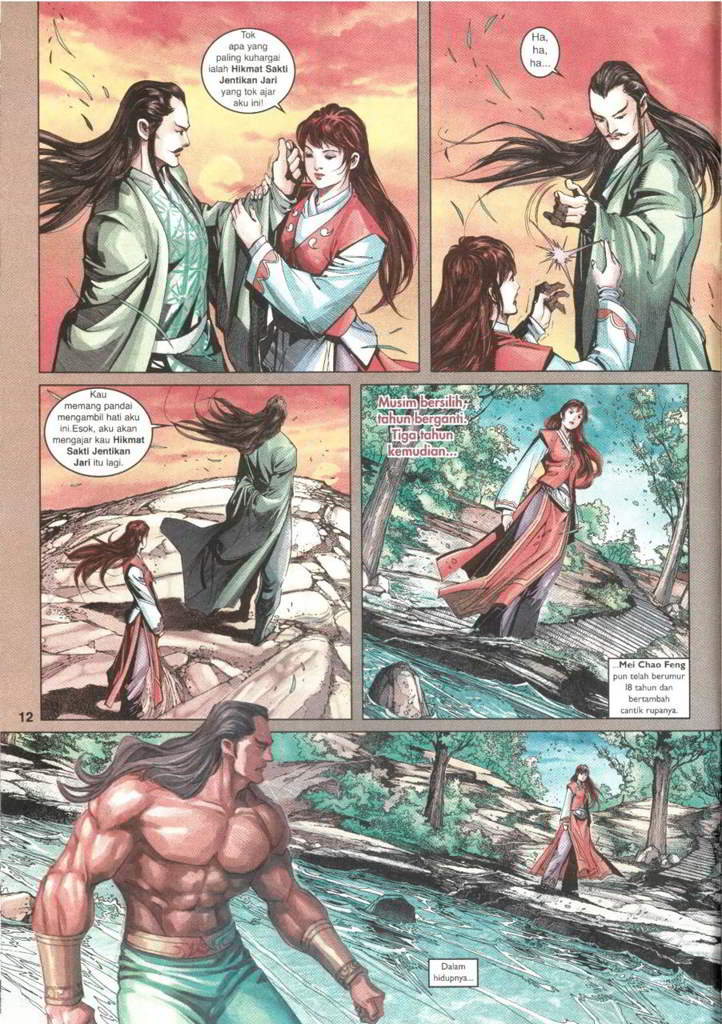 Tok
apa yang
paling kuhargai
ialah Hikmat Sakti
Jentikan Jari
yang tok ajar
aku ini!
Ha,
ha,
ha...
Kau
memang pandai
mengambil hati aku
ini.Esok, aku akan
mengajar kau Hikmat
Sakti Jentikan
Jari itu lagi.
Musim bersilih,
tahun berganti.
Tiga tahun
kemudian...
...Mei Chao Feng
pun telah berumur
18 tahun dan
bertambah
cantik rupanya.
12
Dalam
hidupnya...